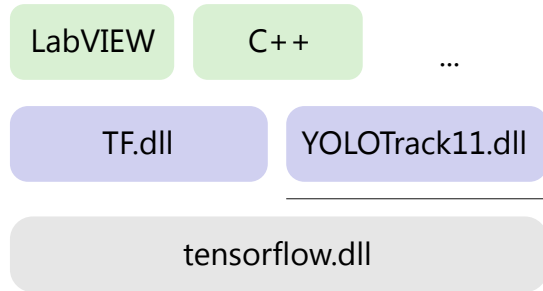 LabVIEW
C++
...
TF.dll
YOLOTrack11.dll
tensorflow.dll